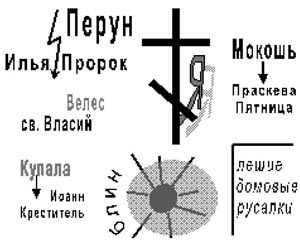 Перун
Илья Пророк
Велес
св. Власий
Купала
Иоанн
Креститель
Я
Мокошь
Праскева
Пятница
блин
лешие
домовые
русалки